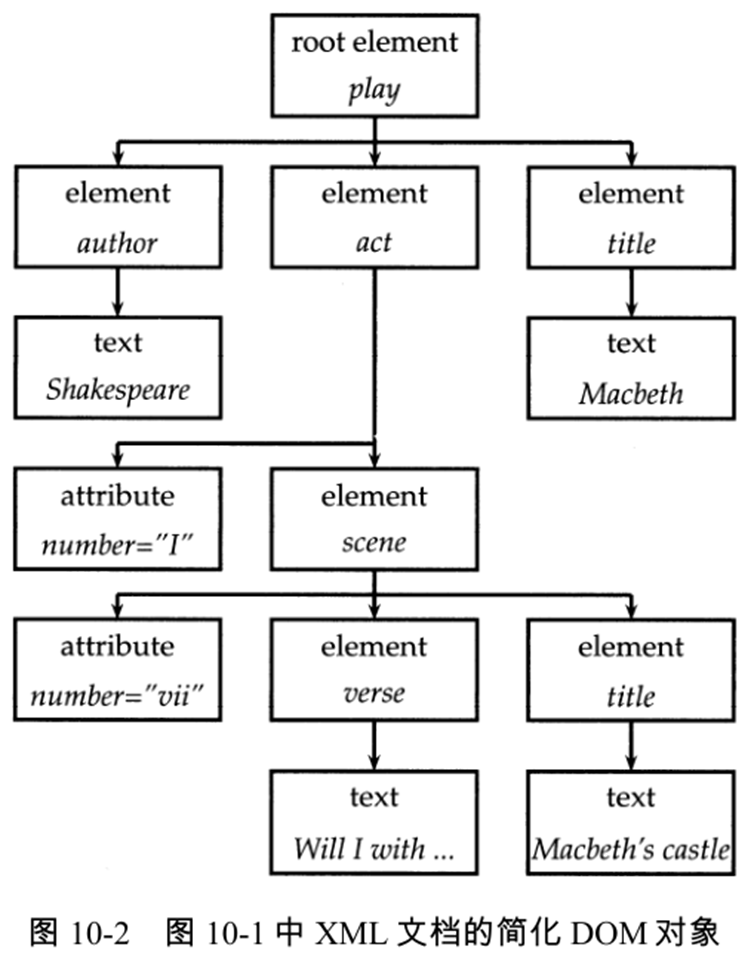 root element
play
element
author
element
act
element
title
text
Shakespeare
text
Macbeth
attribute
number="I"
element
scene
attribute
number="vii"
element
verse
element
title
text
Will I with ...
text
Macbeth's castle
图 10-2 图 10-1 中 XML 文档的简化 DOM 对象